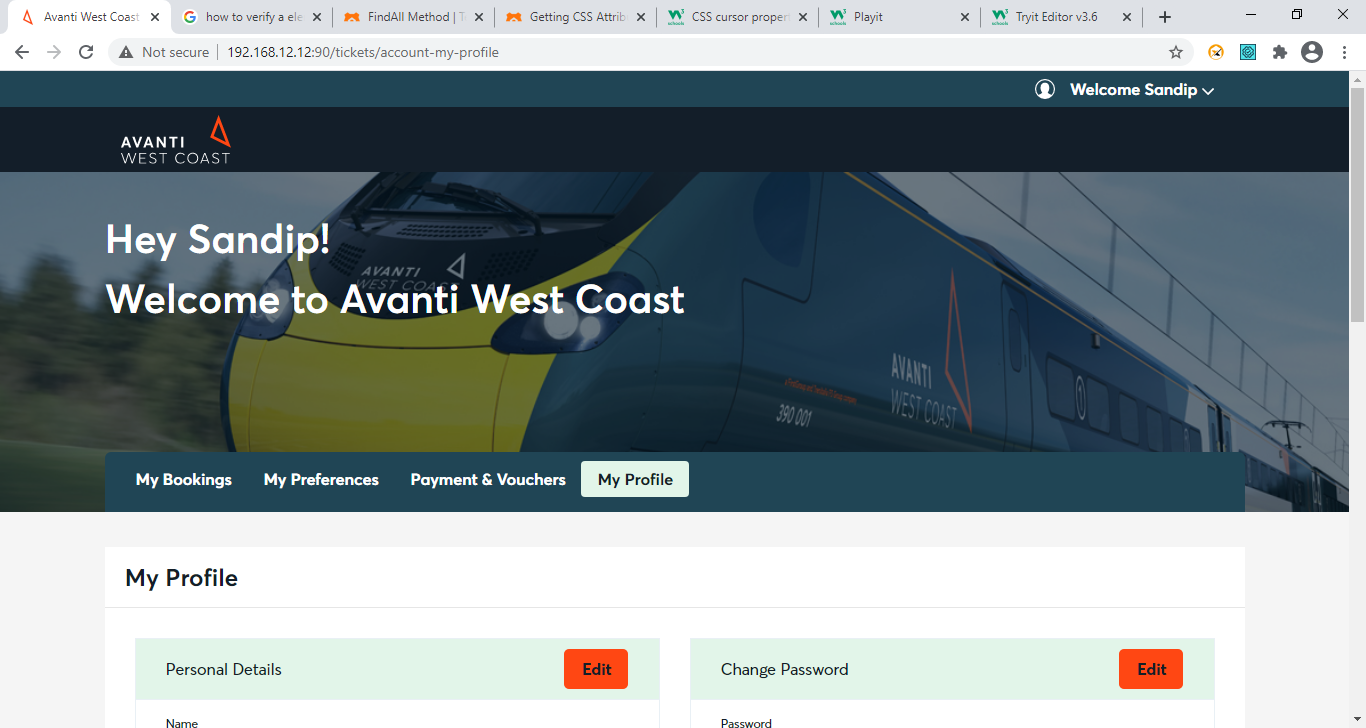 Avanti West Coast
how to verify a ele
FindAll Method | Te
Getting CSS Attrib
CSS cursor proper
Playit
Tryit Editor v3.6
Not secure
192.168.12.12:90/tickets/account-my-profile
Welcome Sandip
AVANTI
WEST COAST
Hey Sandip!
AVANTI
WEST COAST
Welcome to Avanti West Coast
AVANTI
WEST COAST
390 001
My Bookings
My Preferences
Payment & Vouchers
My Profile
My Profile
Personal Details
Edit
Change Password
Edit
Name
Password